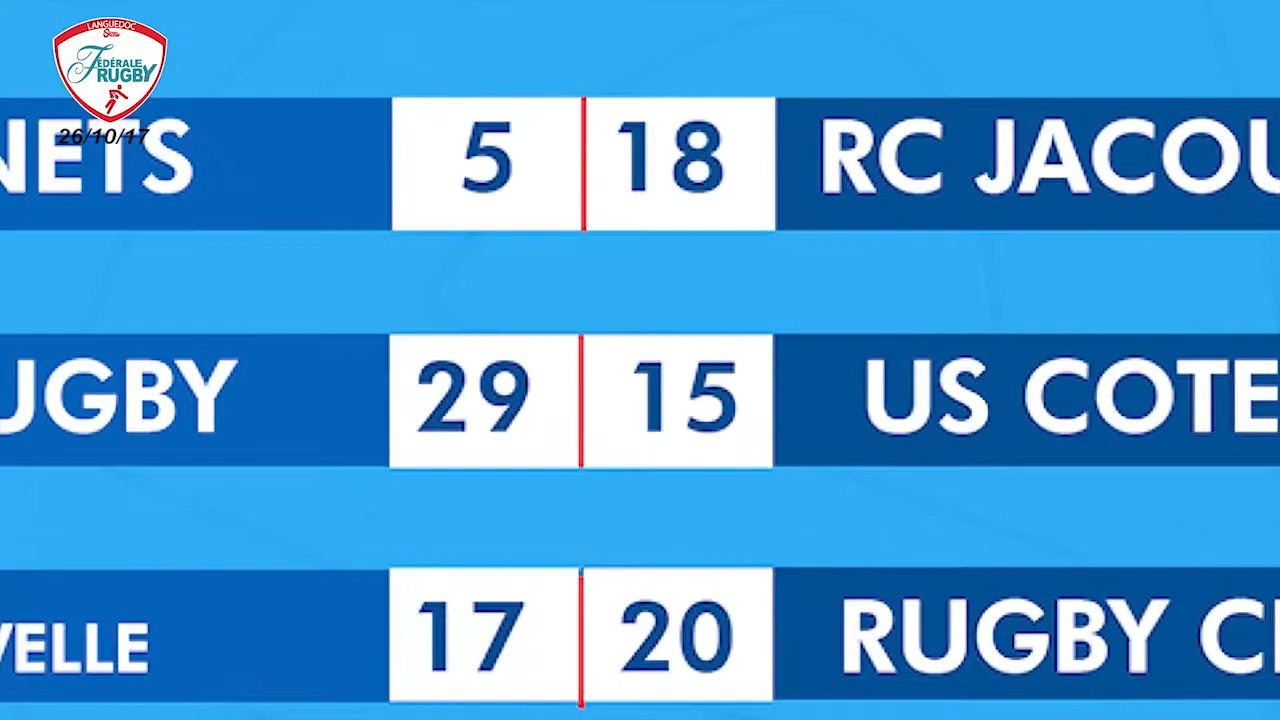 LANGUEDOC
FÉDÉRALE
RUGBY
26/10/17
NETS 5 18 RC JACOU
UGBY 29 15 US COTE
VELLE 17 20 RUGBY C